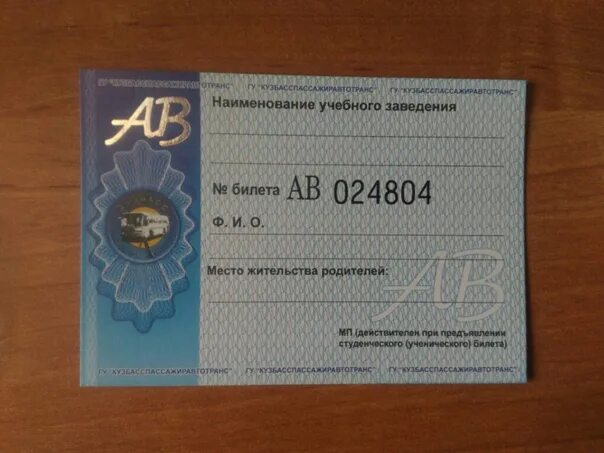 ГУ "КУЗБАССПАССАЖИРАВТОТРАНС" ГУ "КУЗБАССПАССАЖИРАВТОТРАНС" ГУ "КУЗБАССПАССАЖИРАВТОТРАНС"
АВ
Наименование учебного заведения
№ билета АВ 024804
Ф. И. О.
Место жительства родителей:
АВ
МП (действителен при предъявлении
студенческого (ученического) билета)
ГУ "КУЗБАССПАССАЖИРАВТОТРАНС" ГУ "КУЗБАССПАССАЖИРАВТОТРАНС" ГУ "КУЗБАССПАССАЖИРАВТОТРАНС"